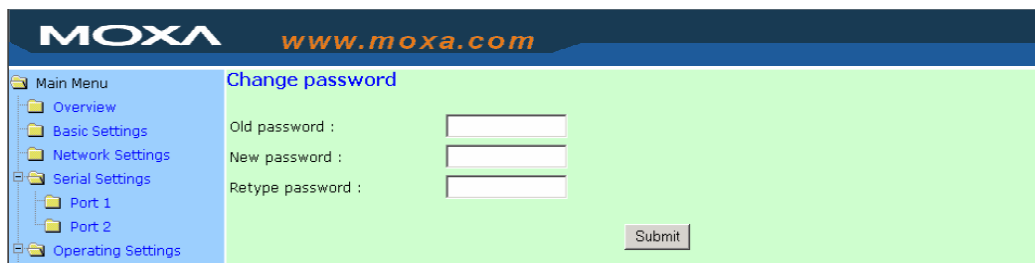 MOXA www.moxa.com
Main Menu
Overview
Basic Settings
Network Settings
Serial Settings
Port 1
Port 2
Operating Settings
Change password
Old password :
New password :
Retype password :
Submit